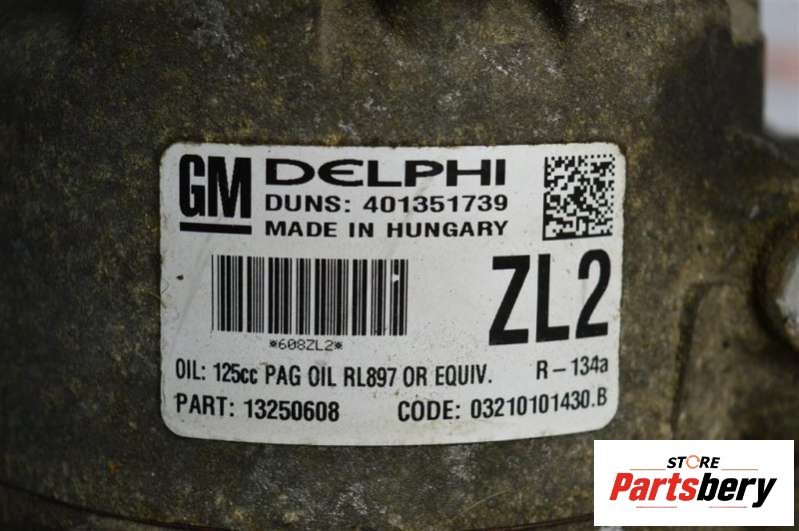 GM DELPHI
DUNS: 401351739
MADE IN HUNGARY
*608ZL2*
ZL2
OIL: 125cc PAG OIL RL897 OR EQUIV. R-134a
PART: 13250608 CODE: 03210101430.B
STORE
Partsbery